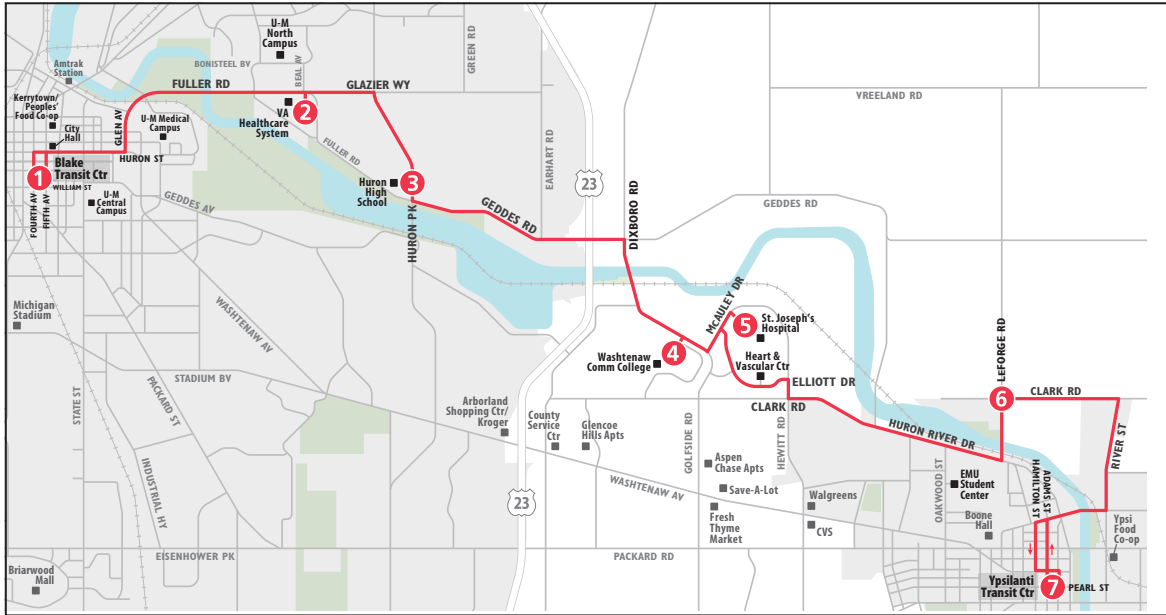 U-M
North
Campus
GREEN RD
Amtrak
Station
BONISTEEL BV
BEAL AV
FULLER RD
GLAZIER WY
VREELAND RD
Kerrytown/
Peoples'
Food Co-op
GLEN AV
U-M Medical
Campus
VA
Healthcare
System
2
City
Hall
HURON ST
FULLER RD
EARHART RD
1
Blake
Transit Ctr
WILLIAM ST
FOURTH AV
FIFTH AV
U-M
Central
Campus
GEDDES AV
Huron
High
School
3
23
DIXBORO RD
GEDDES RD
GEDDES RD
HURON PK
Michigan
Stadium
WASHTENAW AV
McAULEY DR
5
St. Joseph's
Hospital
LeFORGE RD
4
Washtenaw
Comm College
Heart &
Vascular Ctr
STADIUM BV
PACKARD ST
STATE ST
ELLIOTT DR
CLARK RD
6
CLARK RD
Arborland
Shopping Ctr/
Kroger
County
Service
Ctr
Glencoe
Hills Apts
GOLFSIDE RD
HEWITT RD
HURON RIVER DR
RIVER ST
INDUSTRIAL HY
23
WASHTENAW AV
Aspen
Chase Apts
Save-A-Lot
Fresh
Thyme
Market
Walgreens
CVS
OAKWOOD ST
EMU
Student
Center
HAMILTON ST
ADAMS ST
Boone
Hall
Ypsi
Food
Co-op
EISENHOWER PK
PACKARD RD
Briarwood
Mall
Ypsilanti
Transit Ctr
7
PEARL ST